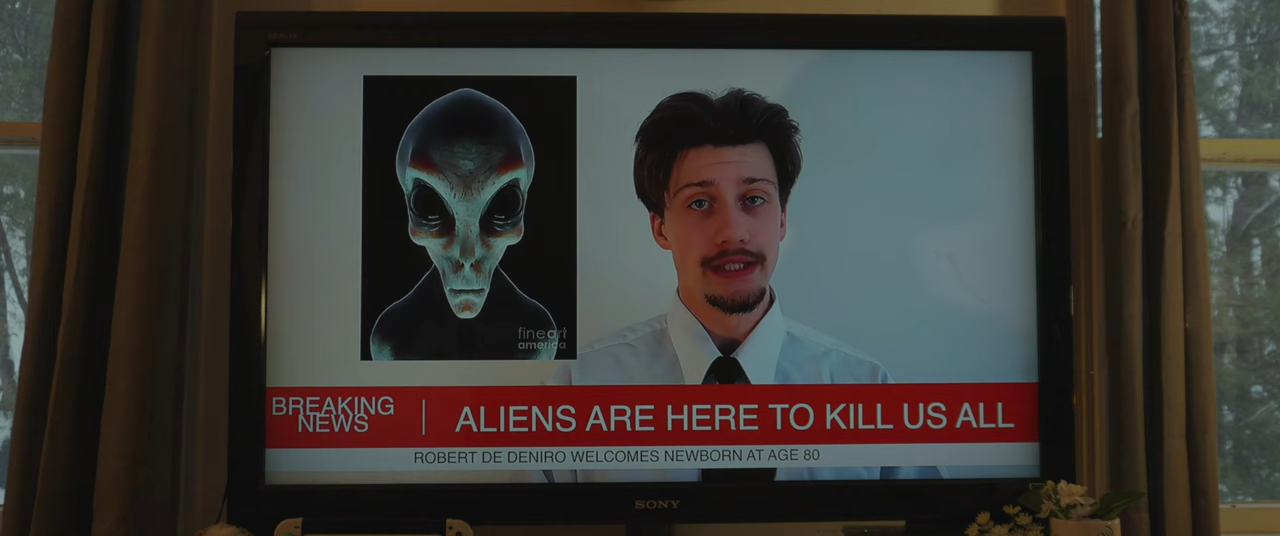 fineart
america
BREAKING
NEWS
ALIENS ARE HERE TO KILL US ALL
ROBERT DE DENIRO WELCOMES NEWBORN AT AGE 80
SONY